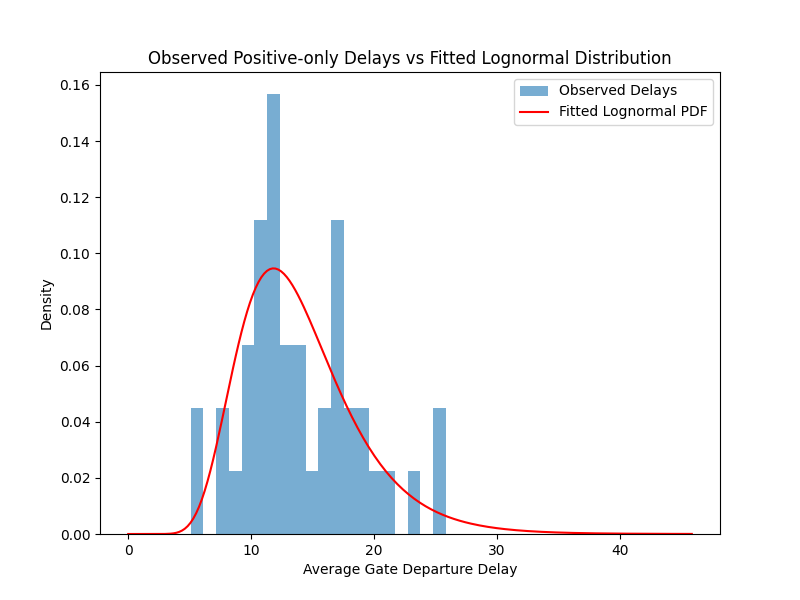 Observed Positive-only Delays vs Fitted Lognormal Distribution
Observed Delays
Fitted Lognormal PDF
Density
0.16
0.14
0.12
0.10
0.08
0.06
0.04
0.02
0.00
0 10 20 30 40
Average Gate Departure Delay